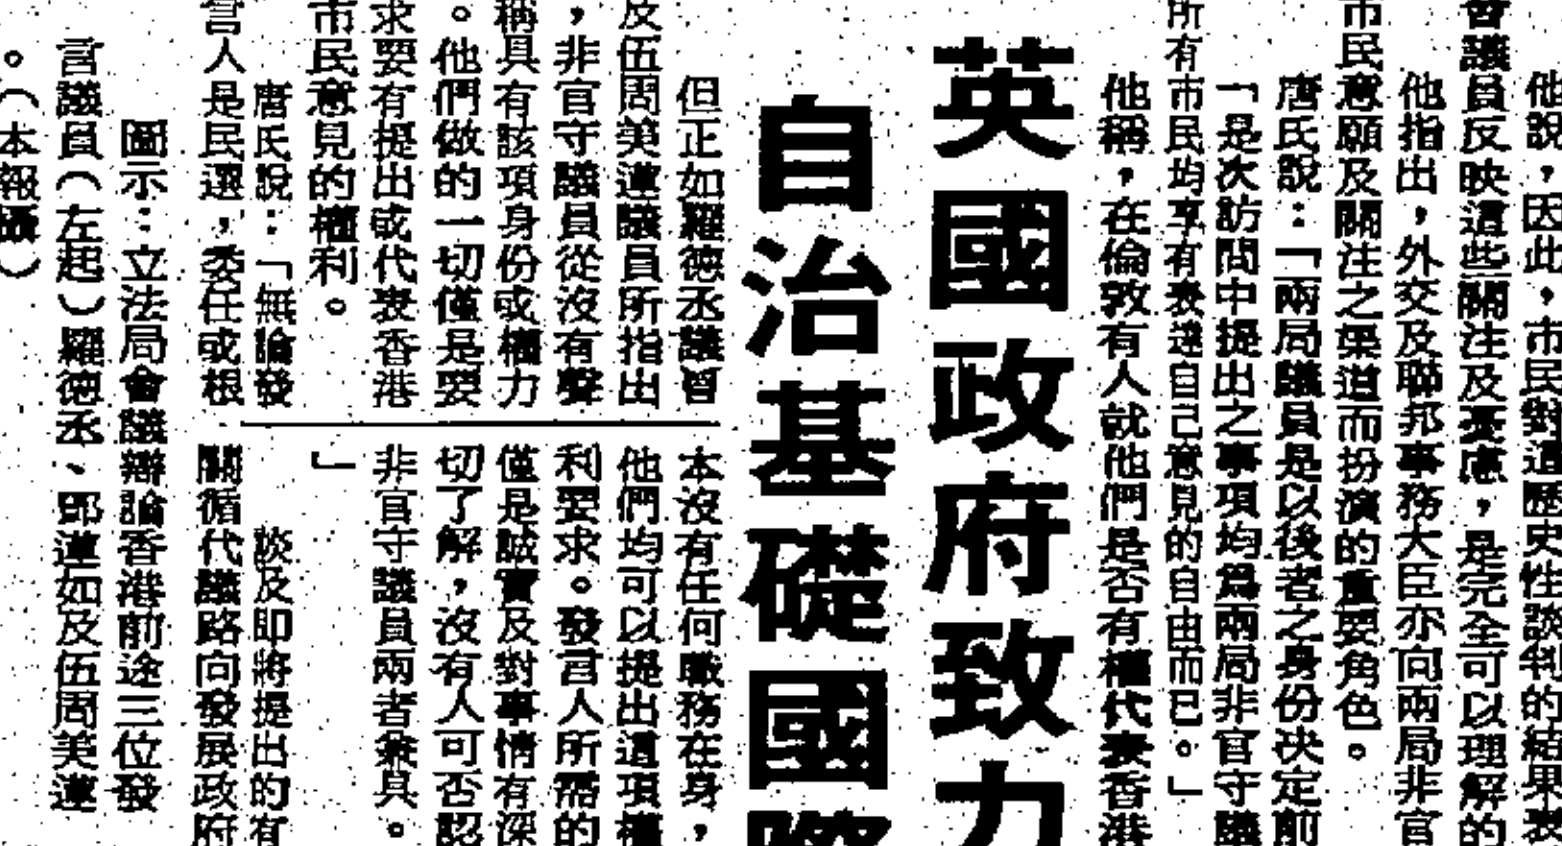 他說，因此，市民對這歷史性談判的結果表
會議員反映這些關注及憂慮，是完全可以理解的
他指出，外交及聯邦事務大臣亦向兩局非官
市民意願及關注之渠道而扮演的重要角色。
唐氏說：「兩局議員是以後者之身份決定前
「是次訪問中提出之事項均爲兩局非官守議
所有市民均享有表達自己意見的自由而已。」
他稱，在倫敦有人就他們是否有權代表香港
英國政府致力
自治基礎國際
但正如羅德丞議曾
及伍周美蓮議員所指出
，非官守議員從沒有聲
稱具有該項身份或權力
。他們做的一切僅是要
求要有提出或代表香港
市民意見的權利。
唐氏說：「無論發
言人是民選，委任或根
本沒有任何職務在身，
他們均可以提出這項權
利要求。發言人所需的
僅是誠實及對事情有深
切了解，沒有人可否認
非官守議員兩者兼具。
」
談及即將提出的有
關循代議路向發展政府
圖示：立法局會議辯論香港前途三位發
言議員（左起）羅德丞、鄧蓮如及伍周美蓮
。（本報攝）